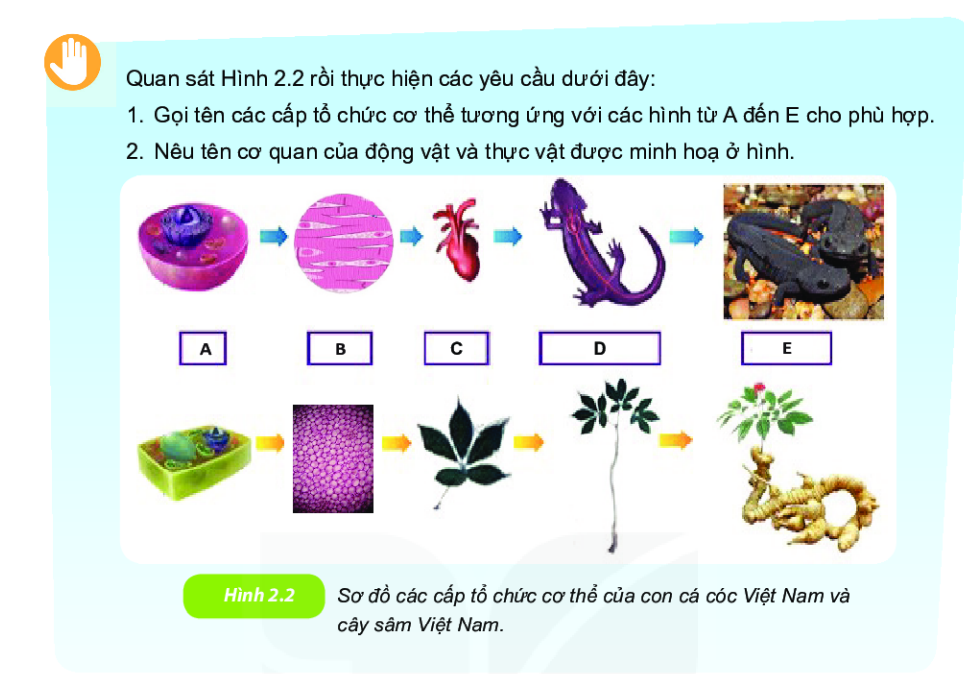 Quan sát Hình 2.2 rồi thực hiện các yêu cầu dưới đây:
1. Gọi tên các cấp tổ chức cơ thể tương ứng với các hình từ A đến E cho phù hợp.
2. Nêu tên cơ quan của động vật và thực vật được minh hoạ ở hình.
A B C D E
Hình 2.2 Sơ đồ các cấp tổ chức cơ thể của con cá cóc Việt Nam và
cây sâm Việt Nam.